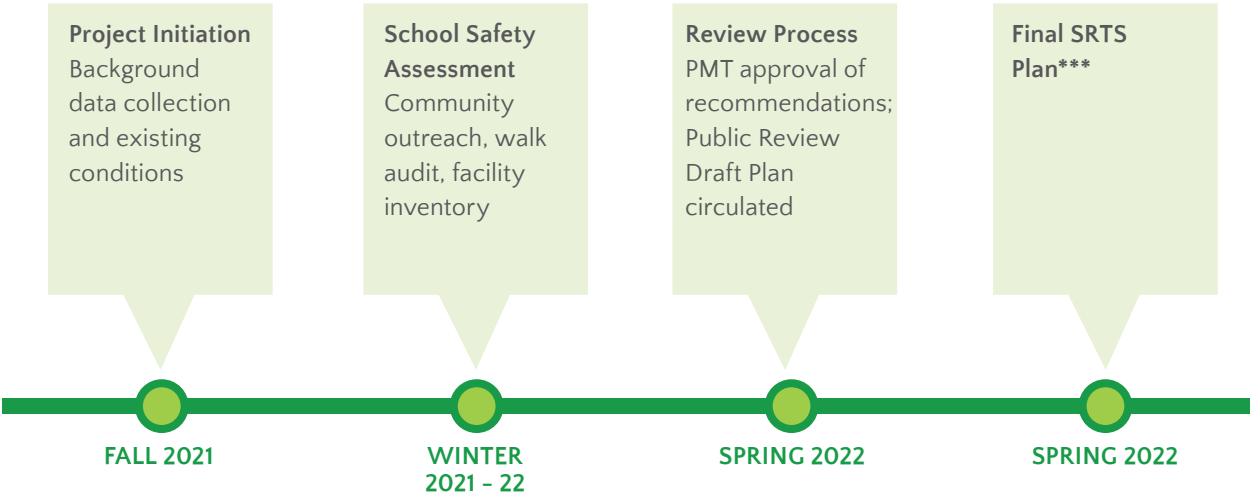 Project Initiation
Background
data collection
and existing
conditions
School Safety
Assessment
Community
outreach, walk
audit, facility
inventory
Review Process
PMT approval of
recommendations;
Public Review
Draft Plan
circulated
Final SRTS
Plan***
FALL 2021
WINTER
2021 - 22
SPRING 2022
SPRING 2022